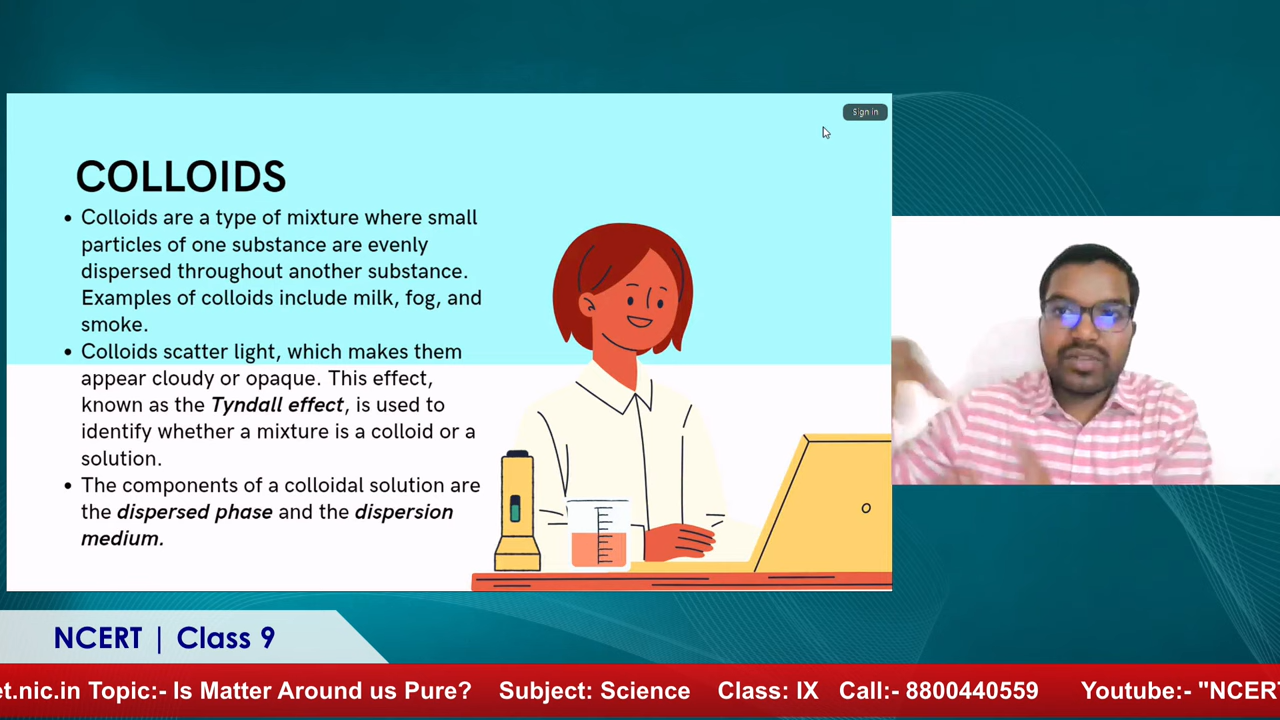 Sign in
COLLOIDS
• Colloids are a type of mixture where small
particles of one substance are evenly
dispersed throughout another substance.
Examples of colloids include milk, fog, and
smoke.
• Colloids scatter light, which makes them
appear cloudy or opaque. This effect,
known as the Tyndall effect, is used to
identify whether a mixture is a colloid or a
solution.
• The components of a colloidal solution are
the dispersed phase and the dispersion
medium.
NCERT | Class 9
et.nic.in Topic:- Is Matter Around us Pure? Subject: Science Class: IX Call:- 8800440559 Youtube:- "NCERT